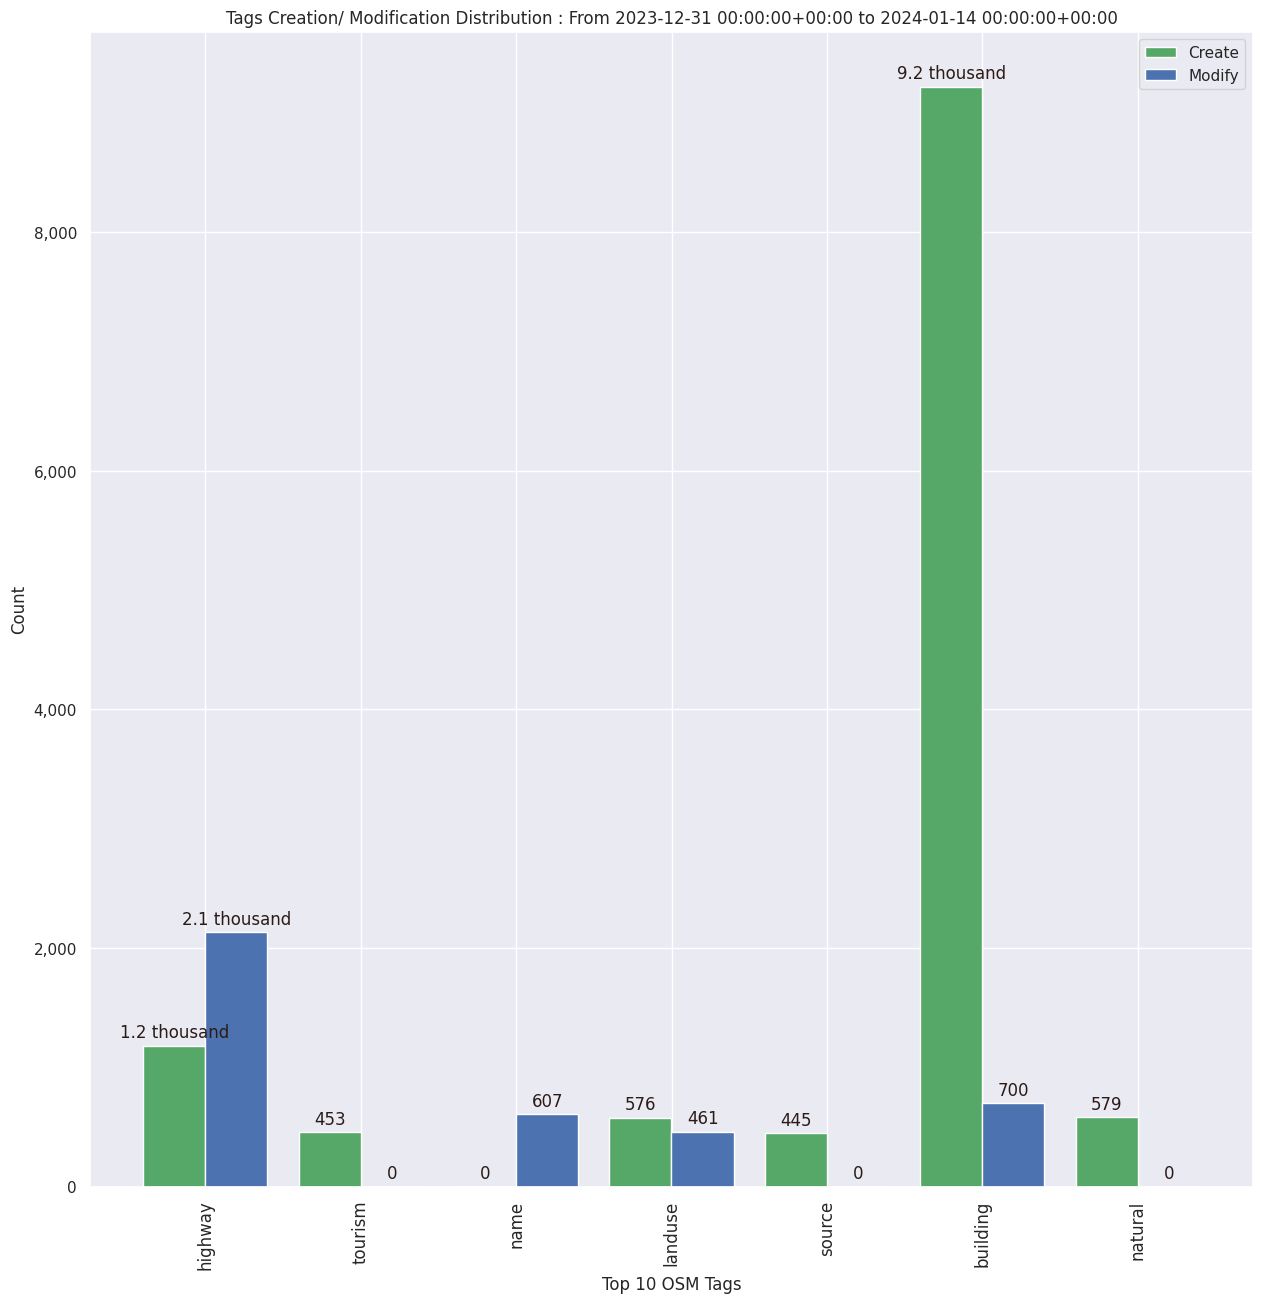 Tags Creation/ Modification Distribution : From 2023-12-31 00:00:00+00:00 to 2024-01-14 00:00:00+00:00
Create
Modify
9.2 thousand
8,000
6,000
4,000
2,000
0
Count
2.1 thousand
1.2 thousand
453
0
0
607
576
461
445
0
700
579
0
highway
tourism
name
landuse
source
building
natural
Top 10 OSM Tags